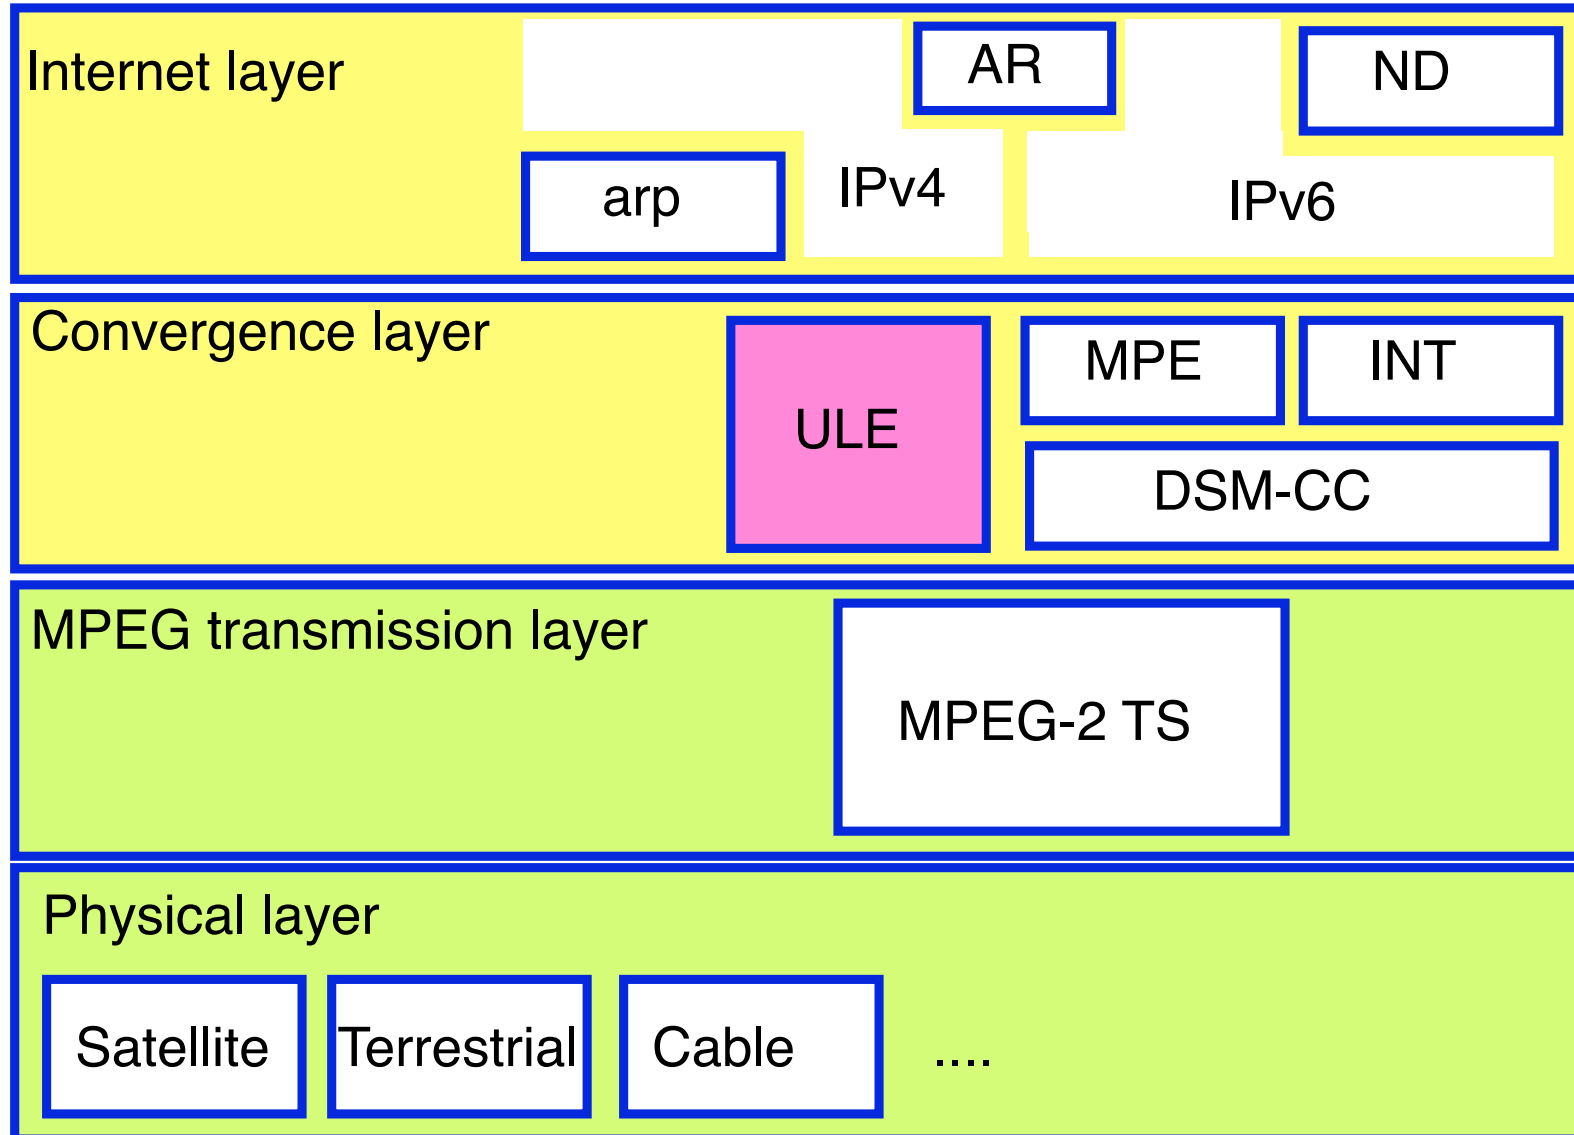 Internet layer
AR
ND
arp
IPv4
IPv6
Convergence layer
ULE
MPE
INT
DSM-CC
MPEG transmission layer
MPEG-2 TS
Physical layer
Satellite
Terrestrial
Cable
....